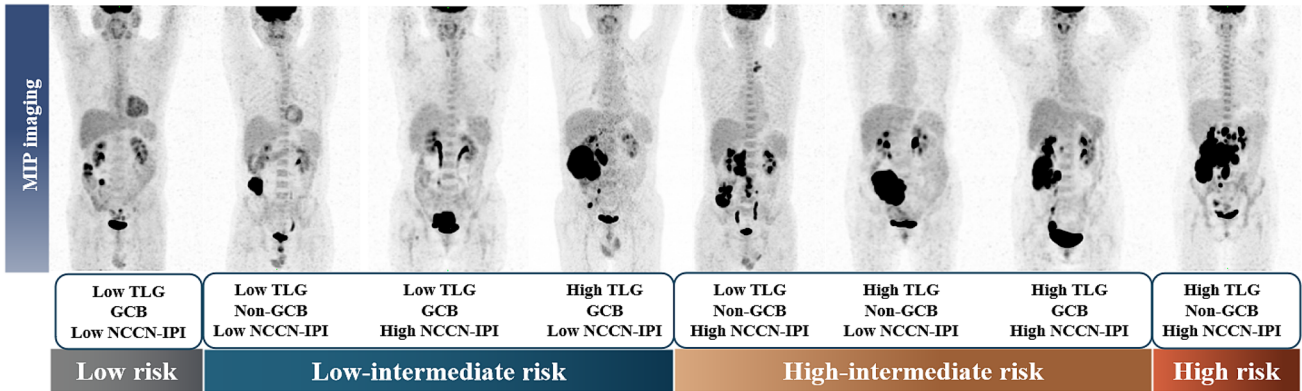 MIP imaging
Low TLG
GCB
Low NCCN-IPI
Low TLG
Non-GCB
Low NCCN-IPI
Low TLG
GCB
High NCCN-IPI
High TLG
GCB
Low NCCN-IPI
Low TLG
Non-GCB
High NCCN-IPI
High TLG
Non-GCB
Low NCCN-IPI
High TLG
GCB
High NCCN-IPI
High TLG
Non-GCB
High NCCN-IPI
Low risk
Low-intermediate risk
High-intermediate risk
High risk